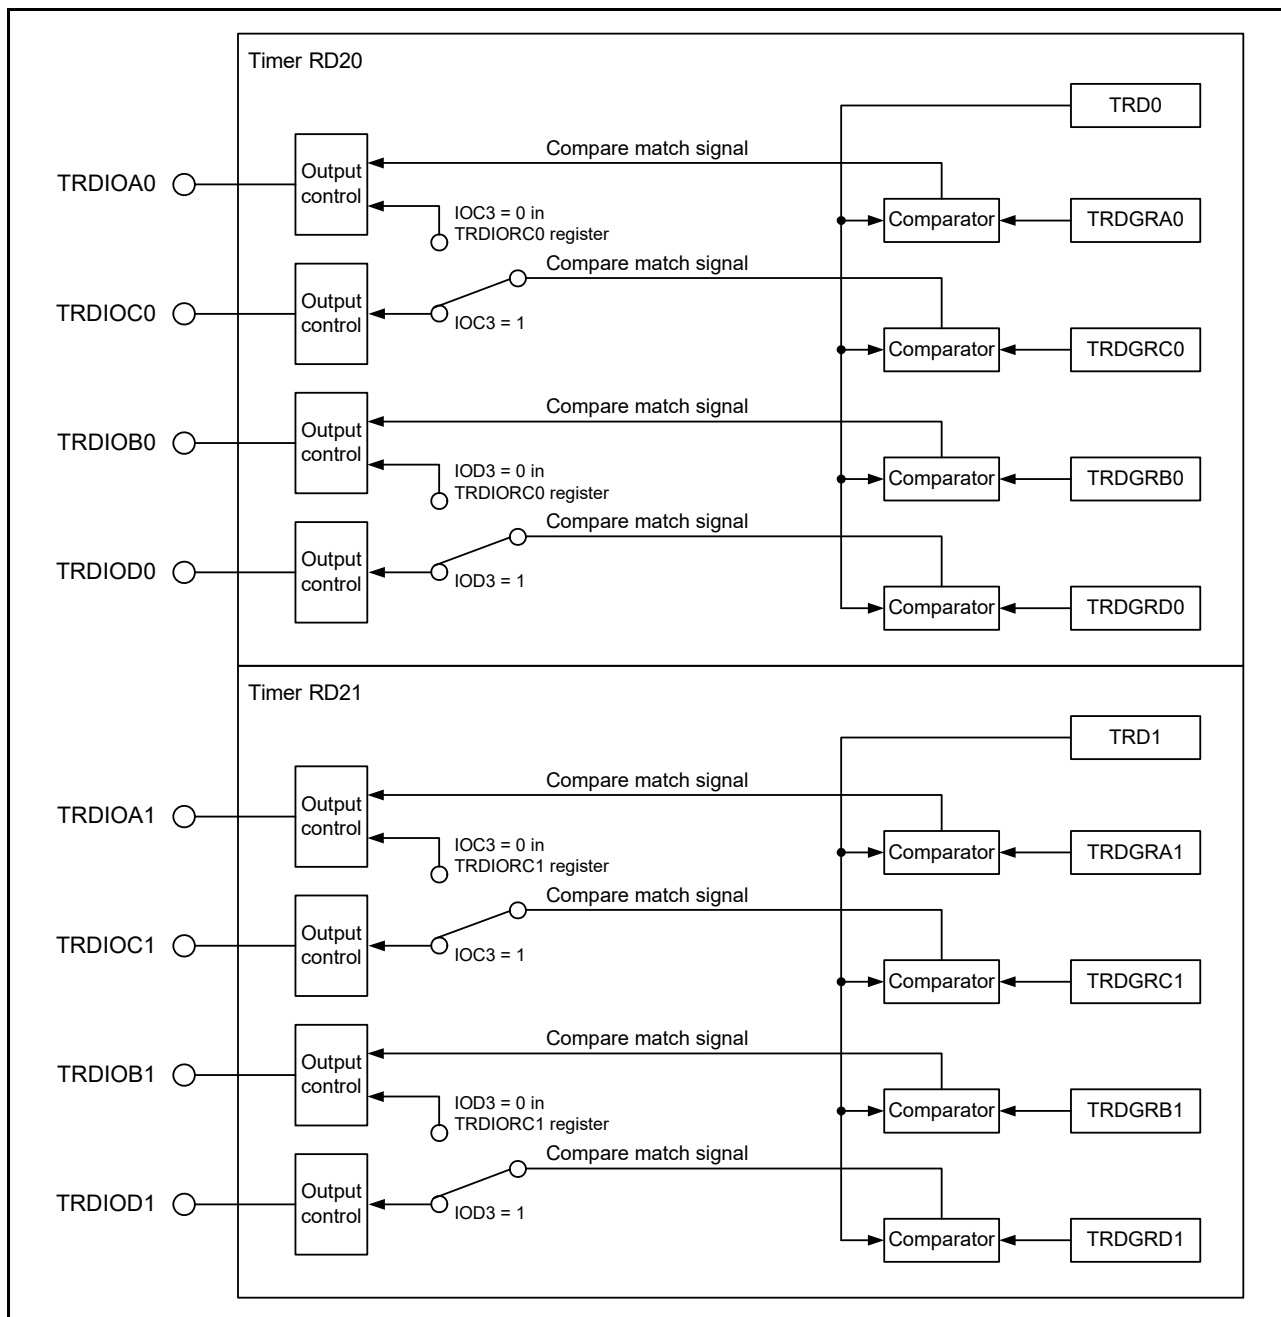 Timer RD20
TRD0
Compare match signal
Output
control
TRDIOA0
IOC3 = 0 in
TRDIORC0 register
Comparator
TRDGRA0
Compare match signal
Output
control
TRDIOC0
IOC3 = 1
Comparator
TRDGRC0
Compare match signal
Output
control
TRDIOB0
IOD3 = 0 in
TRDIORC0 register
Comparator
TRDGRB0
Compare match signal
Output
control
TRDIOD0
IOD3 = 1
Comparator
TRDGRD0
Timer RD21
TRD1
Compare match signal
Output
control
TRDIOA1
IOC3 = 0 in
TRDIORC1 register
Comparator
TRDGRA1
Compare match signal
Output
control
TRDIOC1
IOC3 = 1
Comparator
TRDGRC1
Compare match signal
Output
control
TRDIOB1
IOD3 = 0 in
TRDIORC1 register
Comparator
TRDGRB1
Compare match signal
Output
control
TRDIOD1
IOD3 = 1
Comparator
TRDGRD1